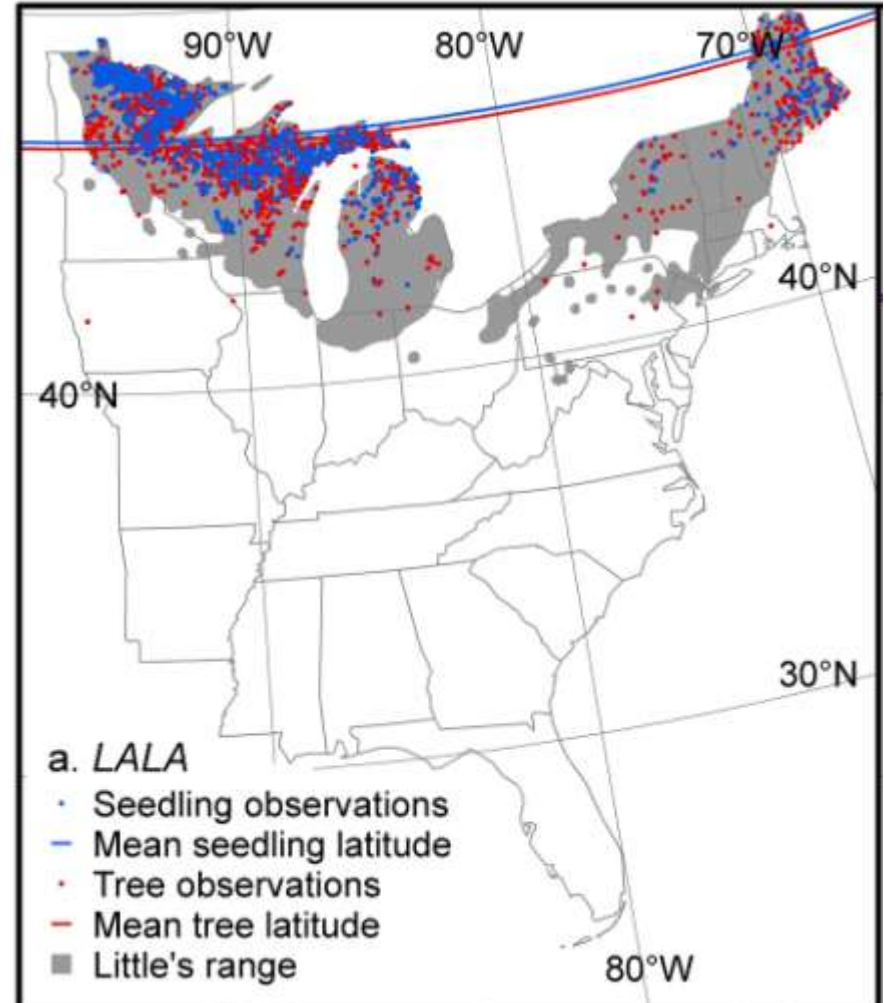 90°W
80°W
70°W
40°N
40°N
30°N
a. LALA
Seedling observations
Mean seedling latitude
Tree observations
Mean tree latitude
Little's range
80°W